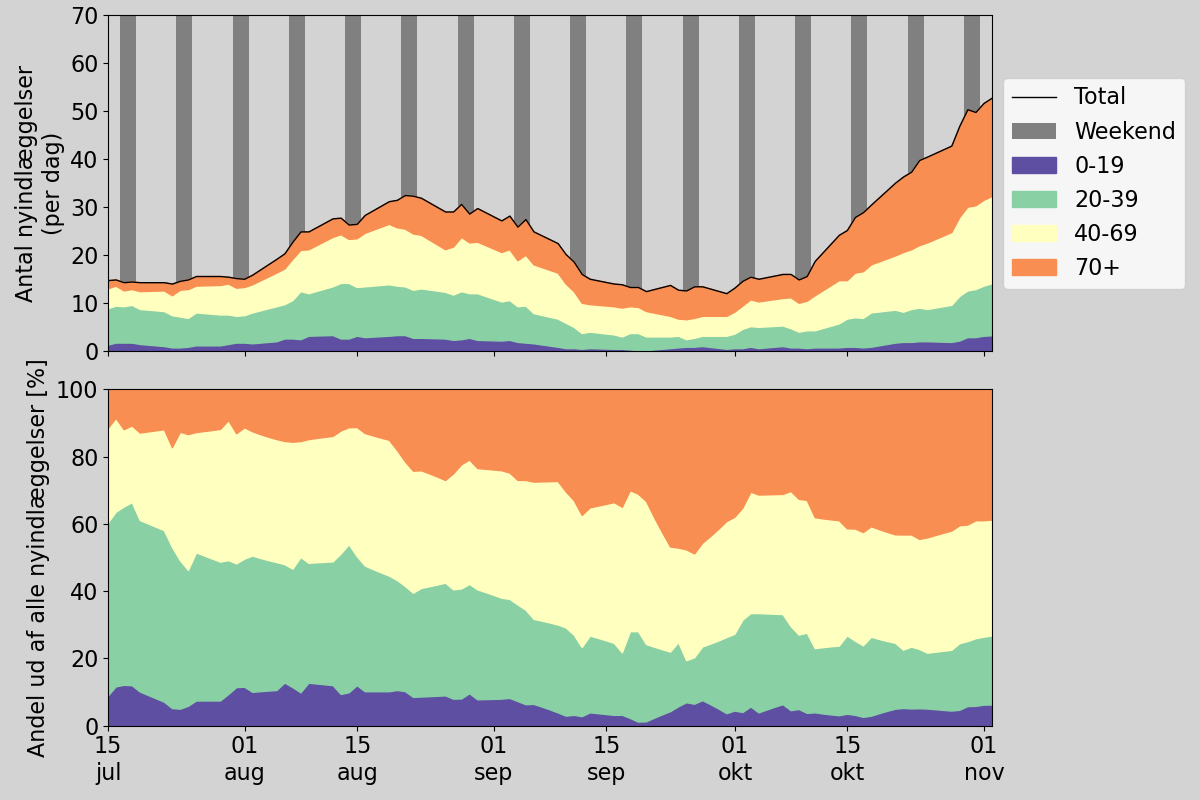 70
60
50
40
30
20
10
0
Antal nyindlæggelser
(per dag)
Total
Weekend
0-19
20-39
40-69
70+
100
80
60
40
20
0
Andel ud af alle nyindlæggelser [%]
15 01 15 01 15 01 15 01
jul aug aug sep sep okt okt nov